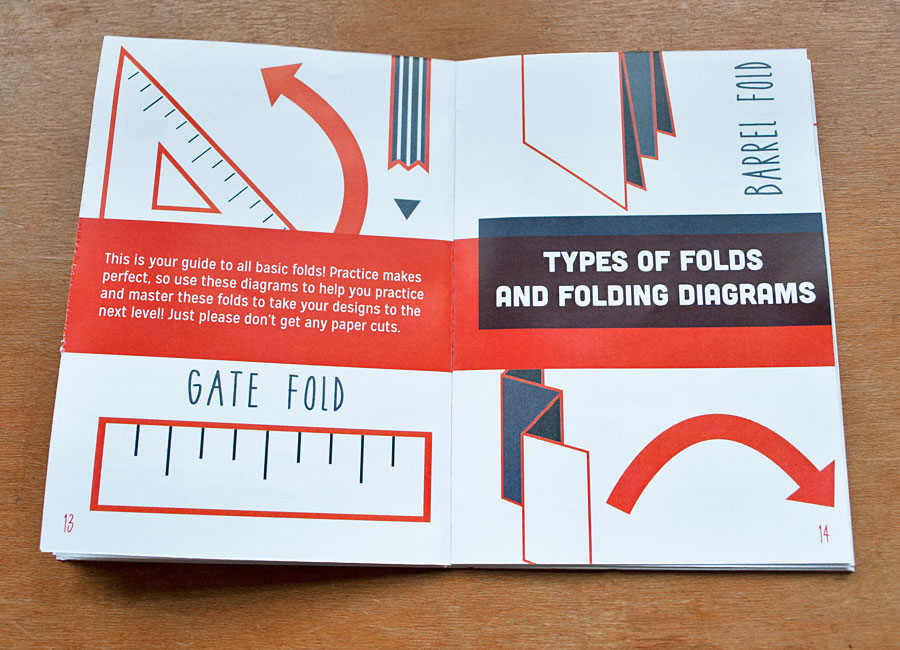 This is your guide to all basic folds! Practice makes
perfect, so use these diagrams to help you practice
and master these folds to take your designs to the
next level! Just please don't get any paper cuts.
GATE FOLD
13
BARREL FOLD
TYPES OF FOLDS
AND FOLDING DIAGRAMS
14